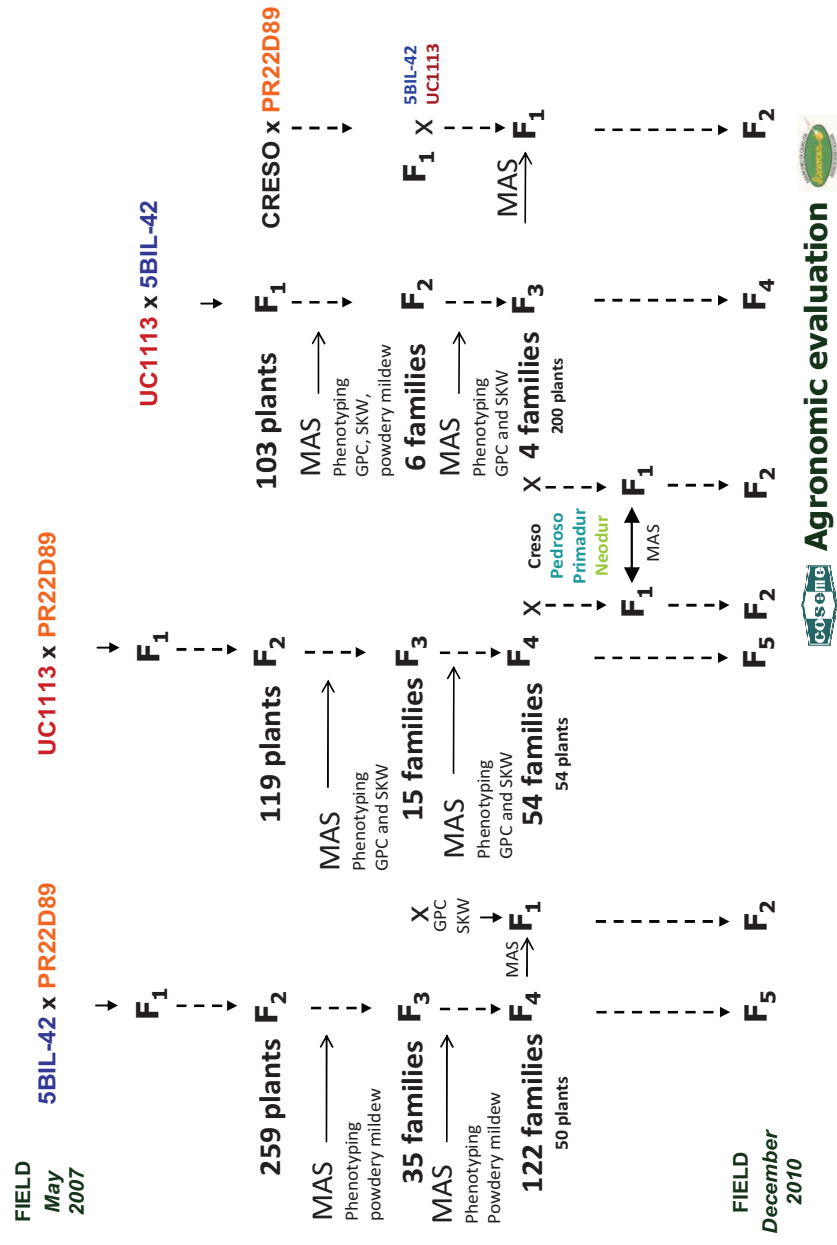 FIELD
May
2007
5BIL-42 x PR22D89
F1
259 plants F2
MAS
Phenotyping
powdery mildew
35 families F3
MAS
Phenotyping
Powdery mildew
122 families F4
50 plants
X
GPC
SKW
MAS
F1
F5
F2
UC1113 x PR22D89
F1
119 plants F2
MAS
Phenotyping
GPC and SKW
15 families F3
MAS
Phenotyping
GPC and SKW
54 families F4
54 plants
X
F1
F5
F2
Creso
Pedroso
Primadur
Neodur
MAS
X
F1
F2
UC1113 x 5BIL-42
103 plants F1
MAS
Phenotyping
GPC, SKW,
powdery mildew
6 families F2
MAS
Phenotyping
GPC and SKW
4 families F3
200 plants
F4
CRESO x PR22D89
F1 X 5BIL-42
UC1113
MAS
F1
F2
FIELD
December
2010
coseme Agronomic evaluation